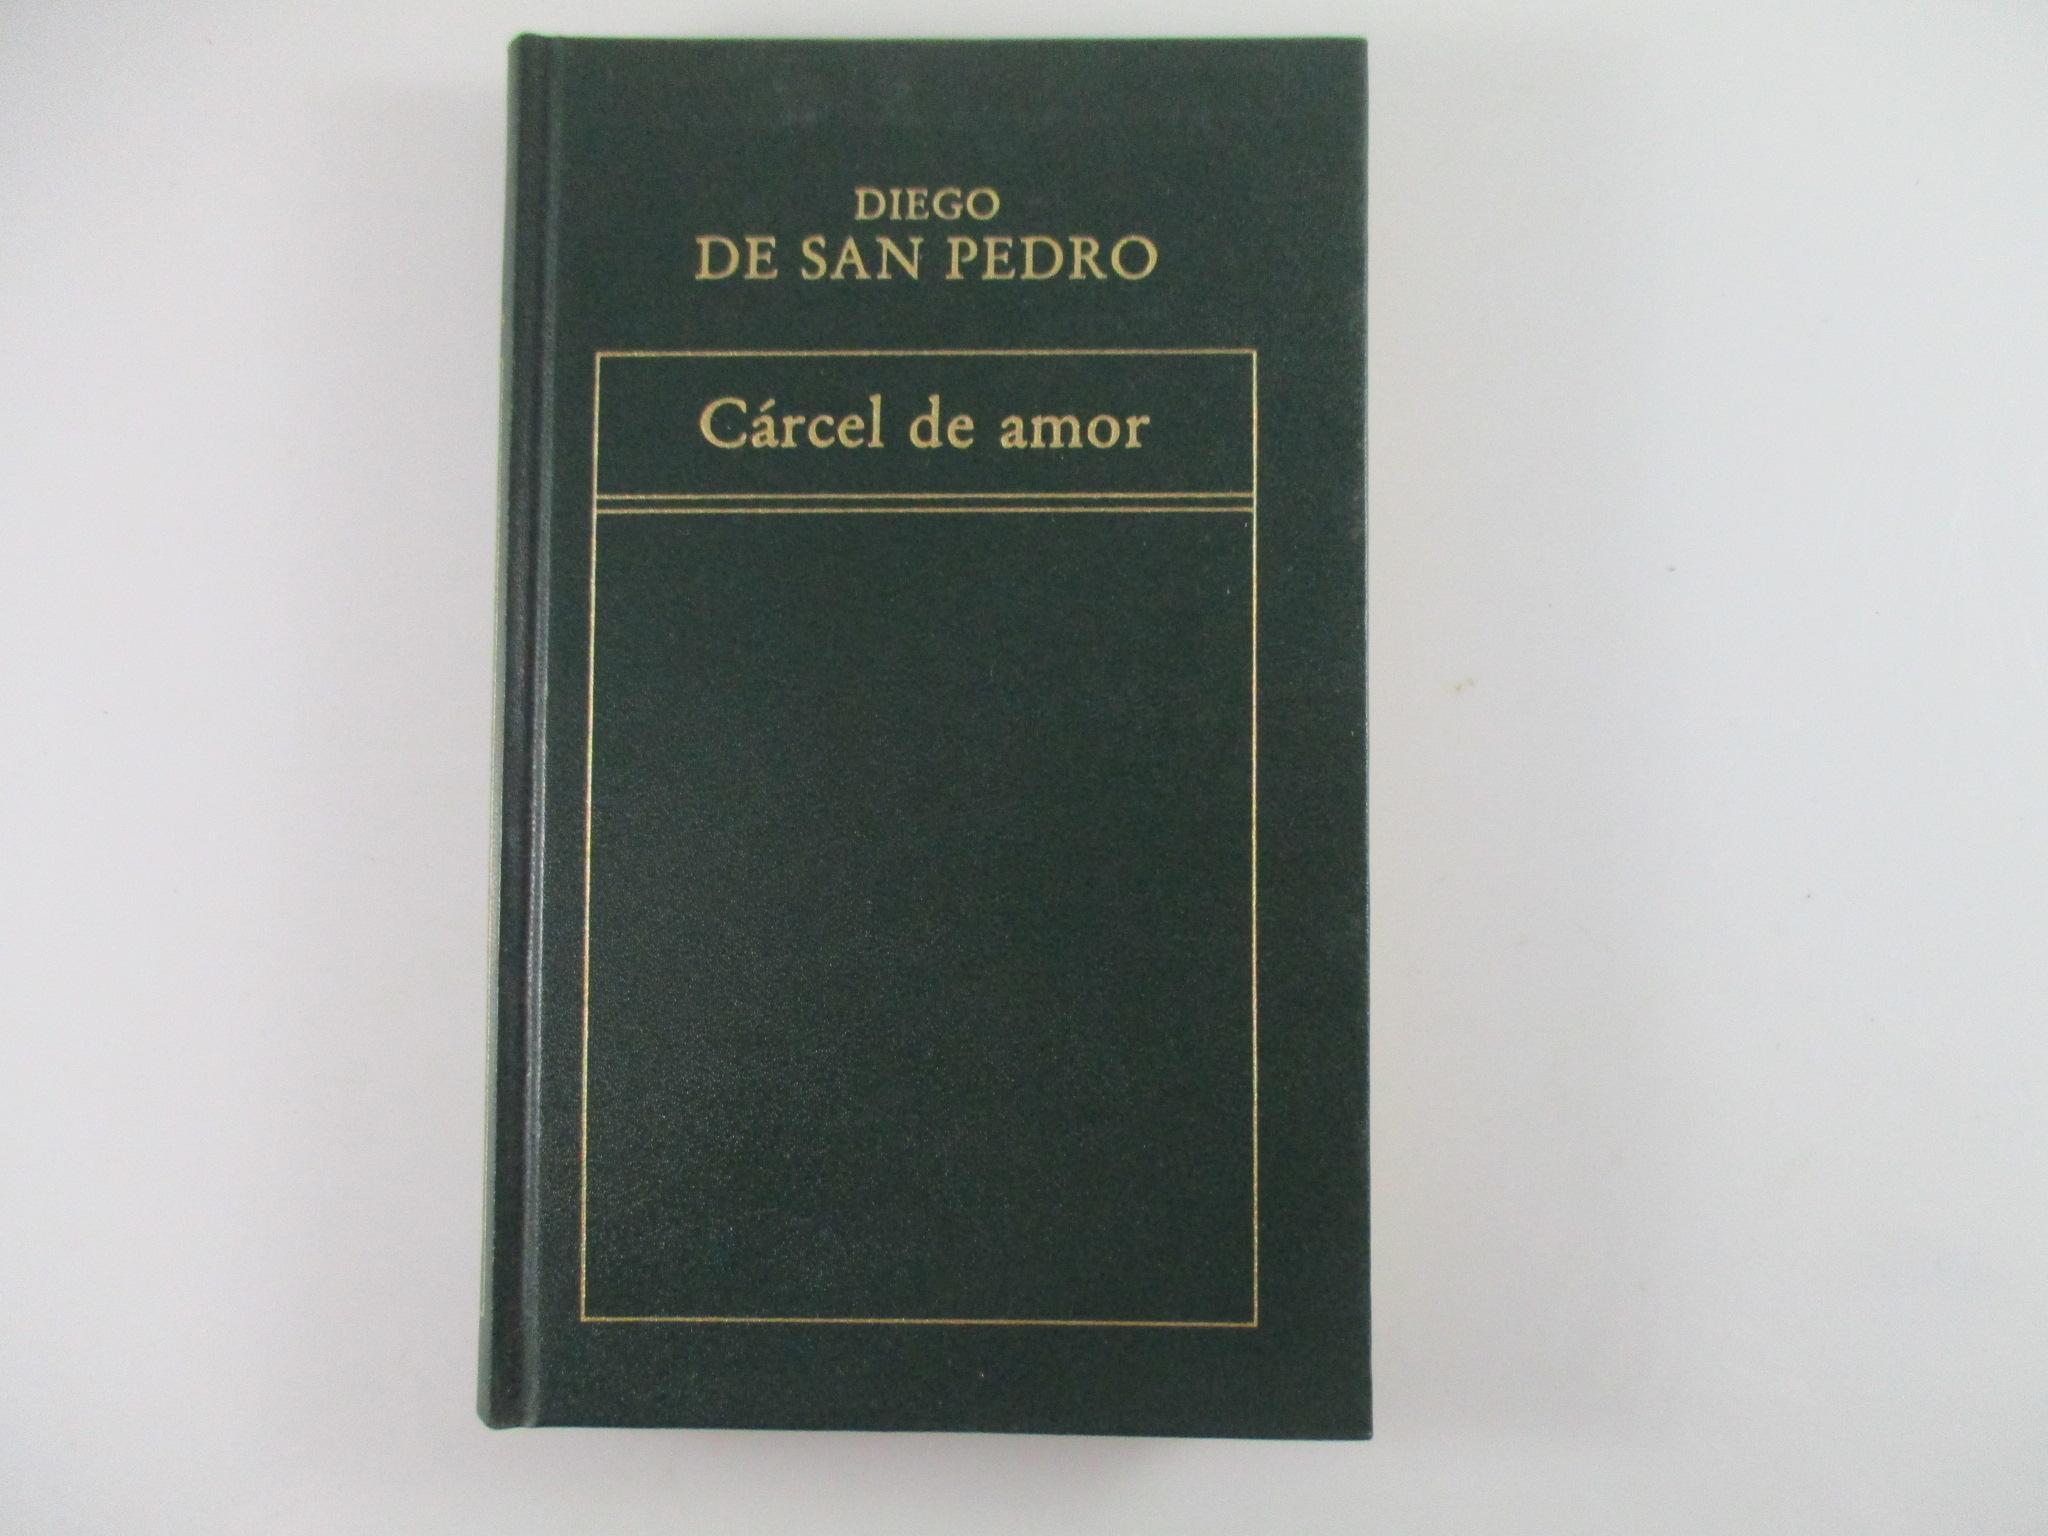 DIEGO
DE SAN PEDRO
Cárcel de amor